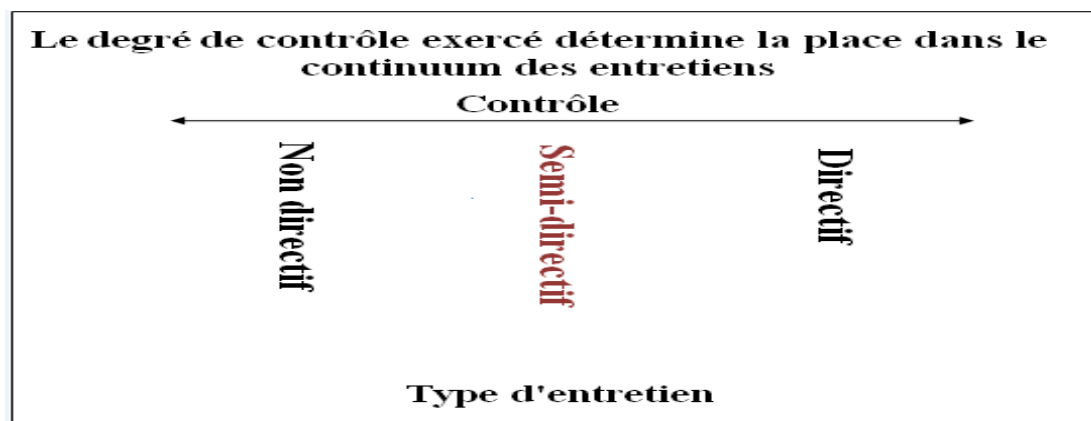 Le degré de contrôle exercé détermine la place dans le
continuum des entretiens
Contrôle
Non directif
Semi-directif
Directif
Type d'entretien